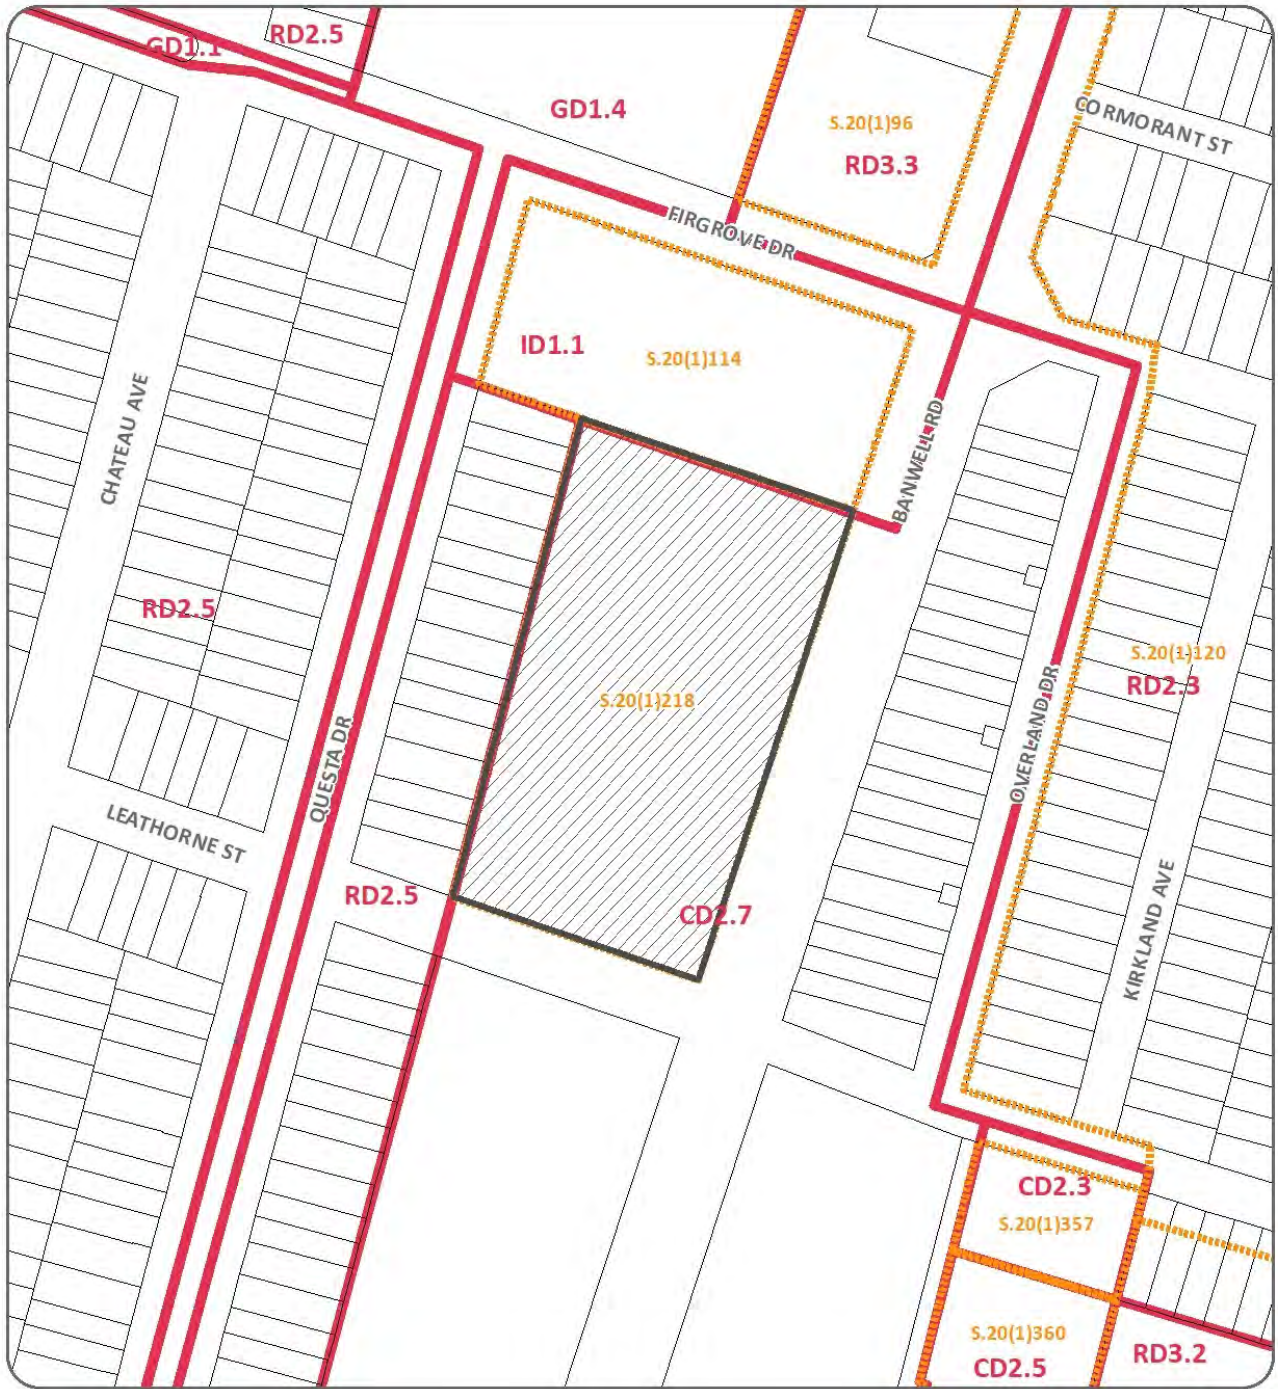 RD2.5
GD1.1
GD1.4
CORMORANT ST
S.20(1)96
RD3.3
FIRGROVE DR
ID1.1
S.20(1)114
CHATEAU AVE
BANWELL RD
RD2.5
S.20(1)120
RD2.3
S.20(1)218
OVERLAND DR
QUESTA DR
LEATHORNE ST
RD2.5
CD2.7
KIRKLAND AVE
CD2.3
S.20(1)357
S.20(1)360
CD2.5
RD3.2